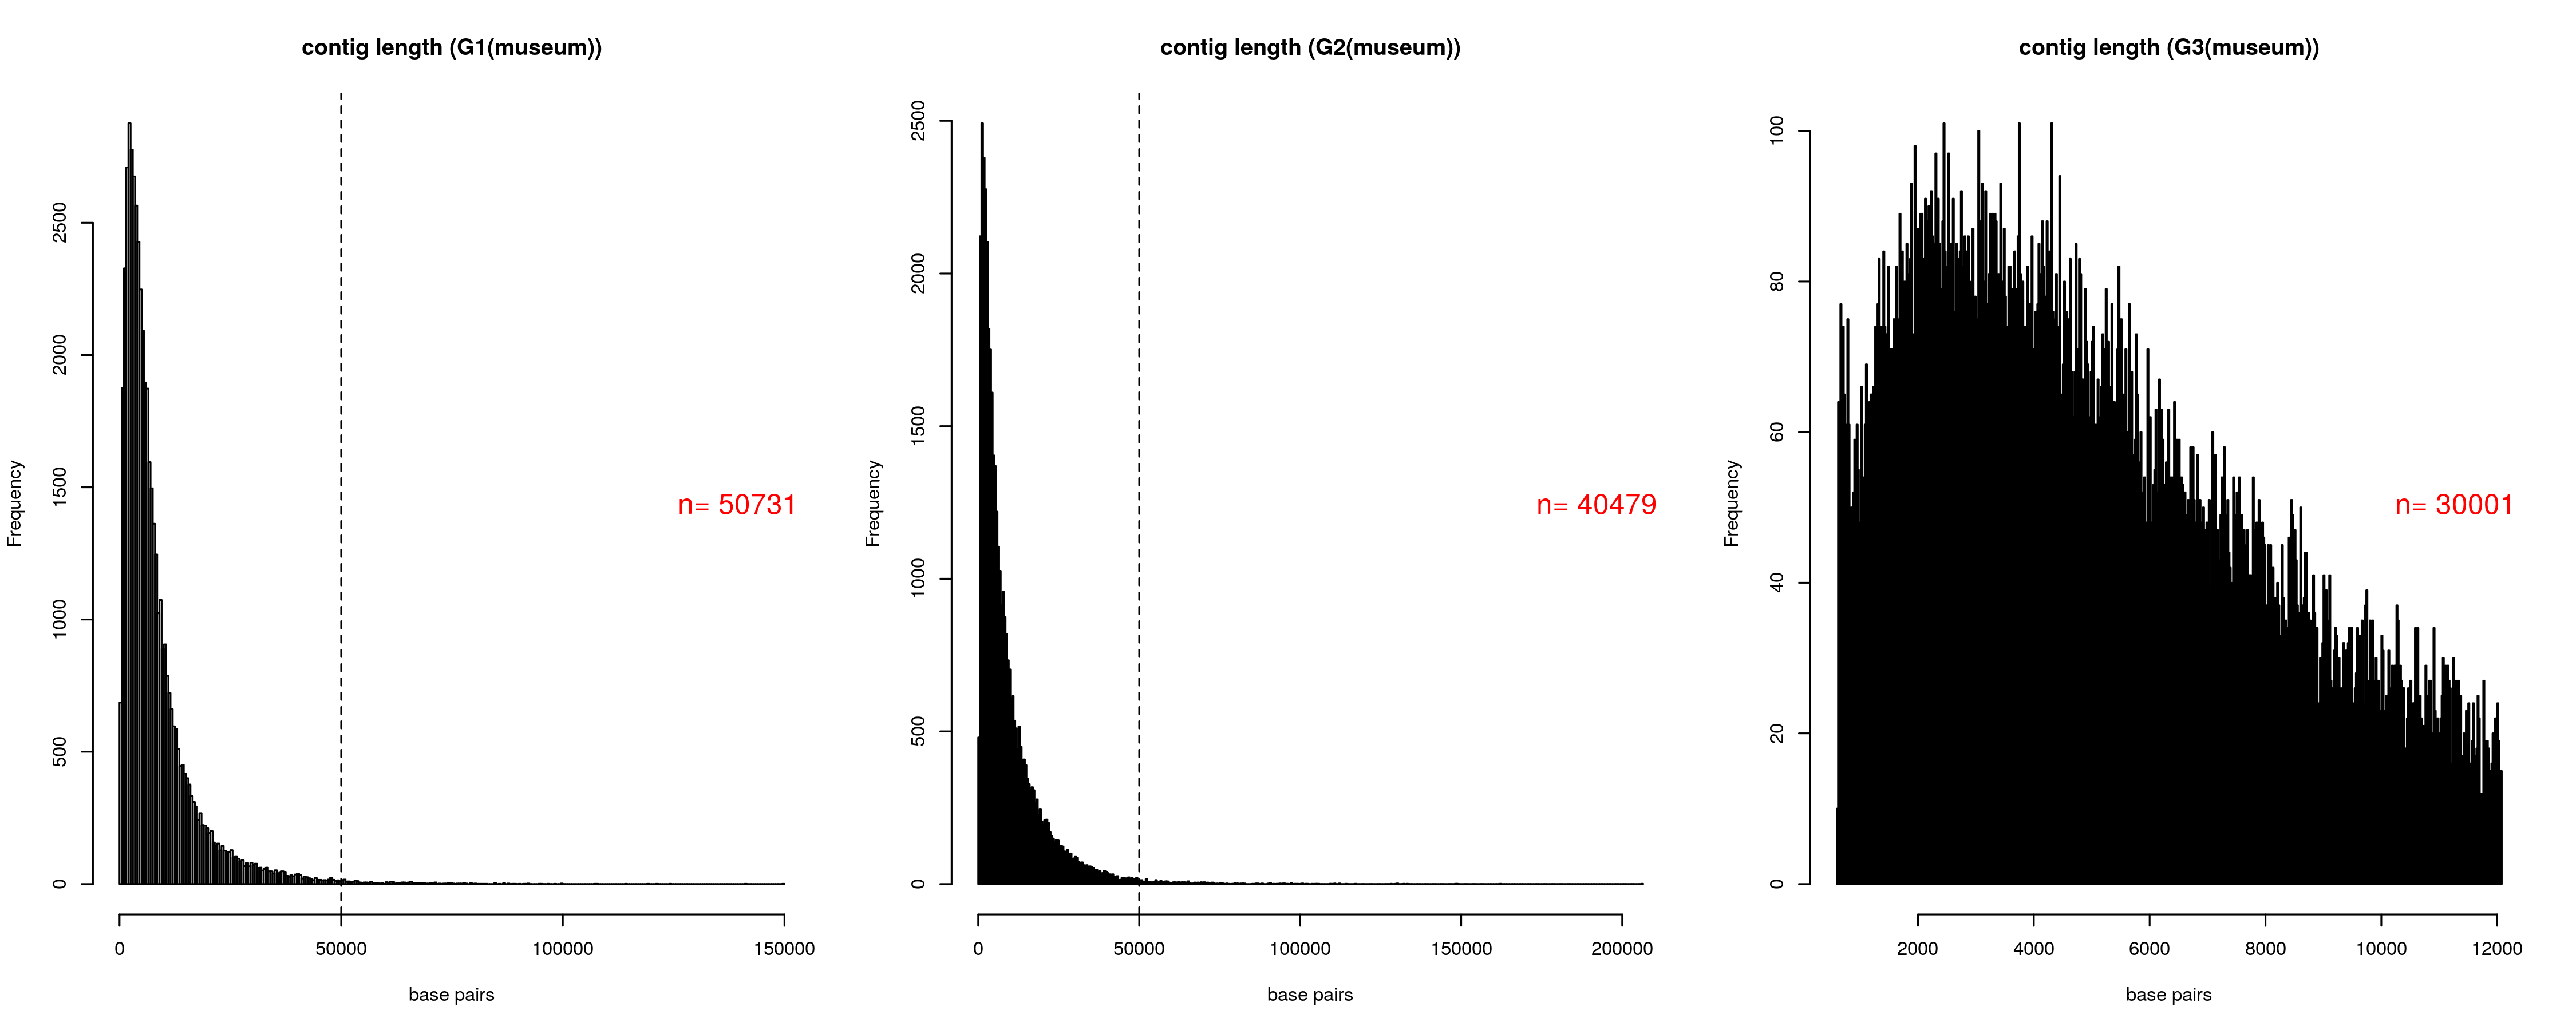 contig length (G1(museum))
Frequency
0
500
1000
1500
2000
2500
n= 50731
0
50000
100000
150000
base pairs
contig length (G2(museum))
Frequency
0
500
1000
1500
2000
2500
n= 40479
0
50000
100000
150000
200000
base pairs
contig length (G3(museum))
Frequency
0
20
40
60
80
100
n= 30001
2000
4000
6000
8000
10000
12000
base pairs